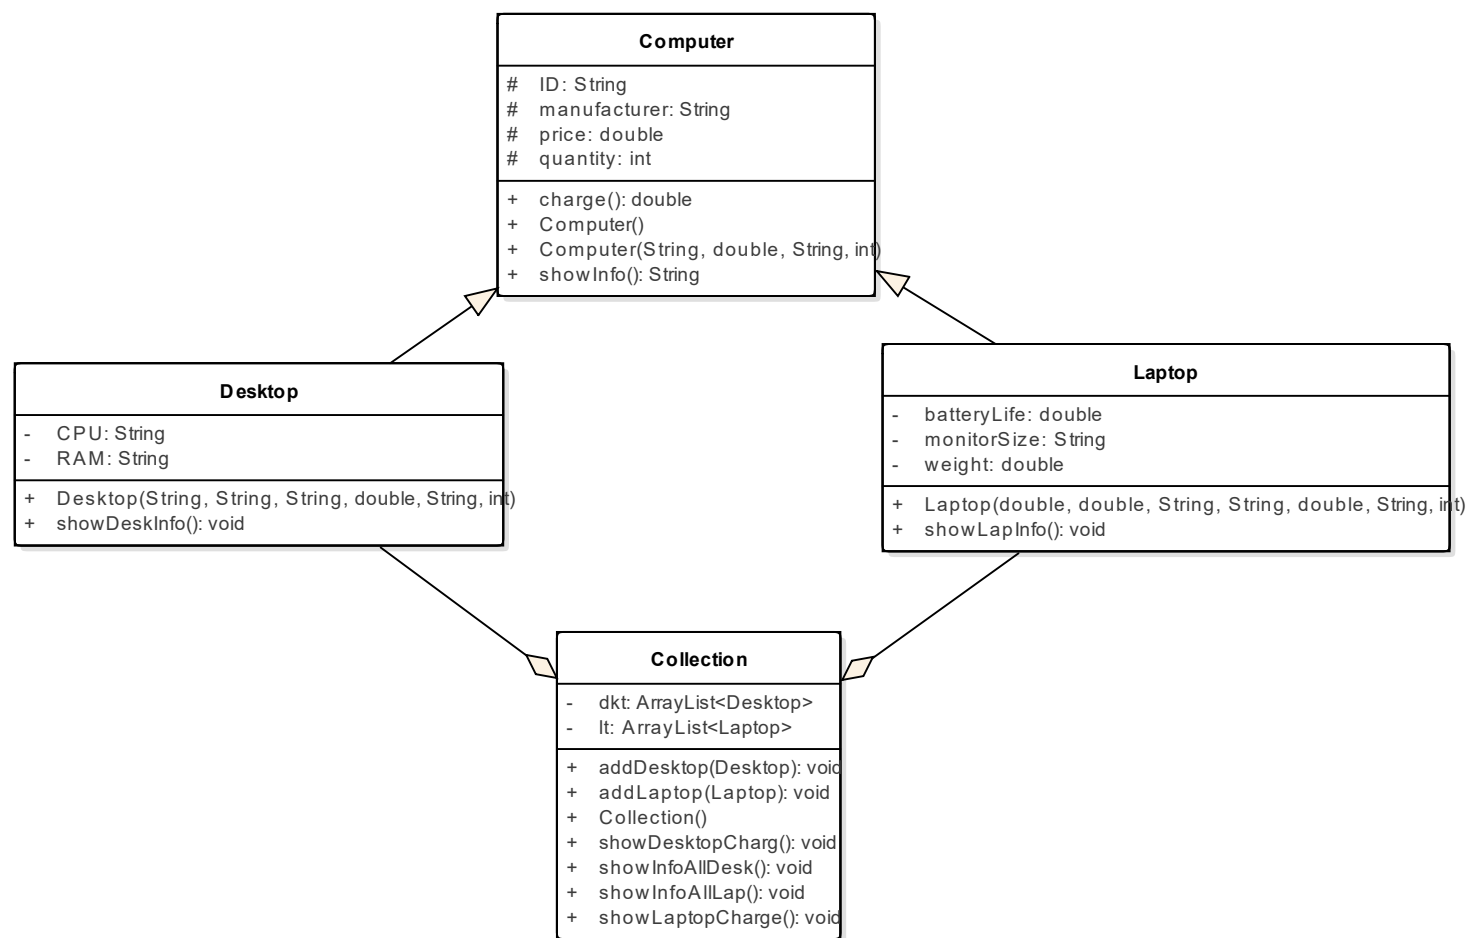 Computer
# ID: String
# manufacturer: String
# price: double
# quantity: int
+ charge(): double
+ Computer()
+ Computer(String, double, String, int)
+ showInfo(): String
Desktop
- CPU: String
- RAM: String
+ Desktop(String, String, String, double, String, int)
+ showDeskInfo(): void
Laptop
- batteryLife: double
- monitorSize: String
- weight: double
+ Laptop(double, double, String, String, double, String, int)
+ showLapInfo(): void
Collection
- dkt: ArrayList<Desktop>
- lt: ArrayList<Laptop>
+ addDesktop(Desktop): void
+ addLaptop(Laptop): void
+ Collection()
+ showDesktopCharg(): void
+ showInfoAllDesk(): void
+ showInfoAllLap(): void
+ showLaptopCharge(): void